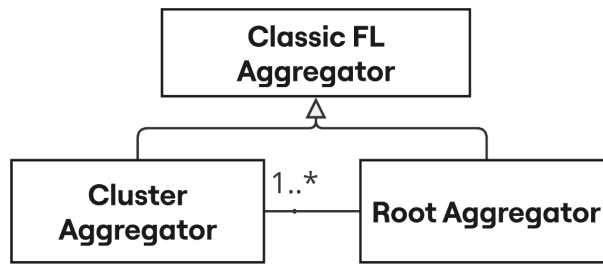 Classic FL
Aggregator
1..*
Cluster
Aggregator
Root Aggregator